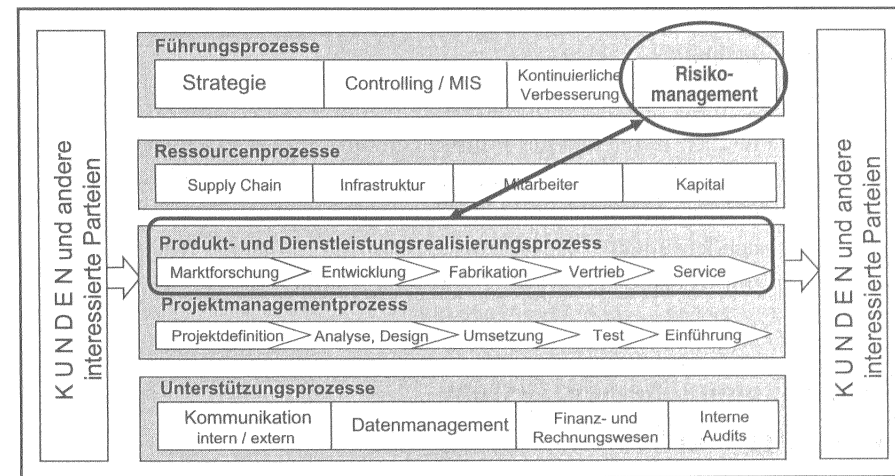 KUNDEN und andere
interessierte Parteien
Führungsprozesse
Strategie
Controlling / MIS
Kontinuierliche
Verbesserung
Risiko-
management
Ressourcenprozesse
Supply Chain
Infrastruktur
Mitarbeiter
Kapital
Produkt- und Dienstleistungsrealisierungsprozess
Marktforschung
Entwicklung
Fabrikation
Vertrieb
Service
Projektmanagementprozess
Projektdefinition
Analyse, Design
Umsetzung
Test
Einführung
Unterstützungsprozesse
Kommunikation
intern / extern
Datenmanagement
Finanz- und
Rechnungswesen
Interne
Audits
KUNDEN und andere
interessierte Parteien